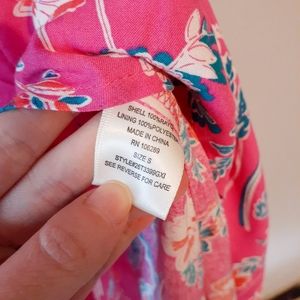 SHELL 100%RAYON
LINING 100%POLYESTER
MADE IN CHINA
RN 106289
SIZE S
SEE REVERSE FOR CARE